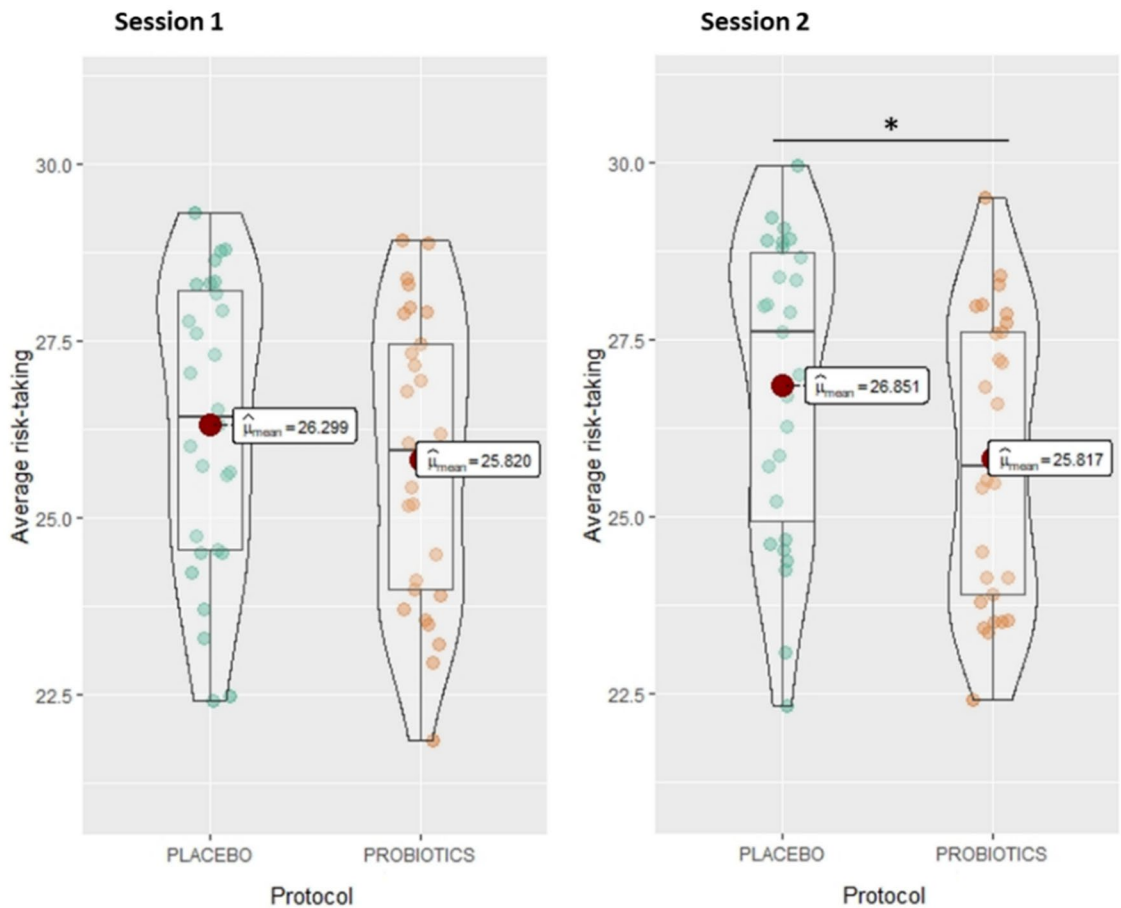 Session 1
Average risk-taking
30.0
27.5
25.0
22.5
μ̂mean = 26.299
μ̂mean = 25.820
PLACEBO
PROBIOTICS
Protocol
Session 2
*
Average risk-taking
30.0
27.5
25.0
22.5
μ̂mean = 26.851
μ̂mean = 25.817
PLACEBO
PROBIOTICS
Protocol